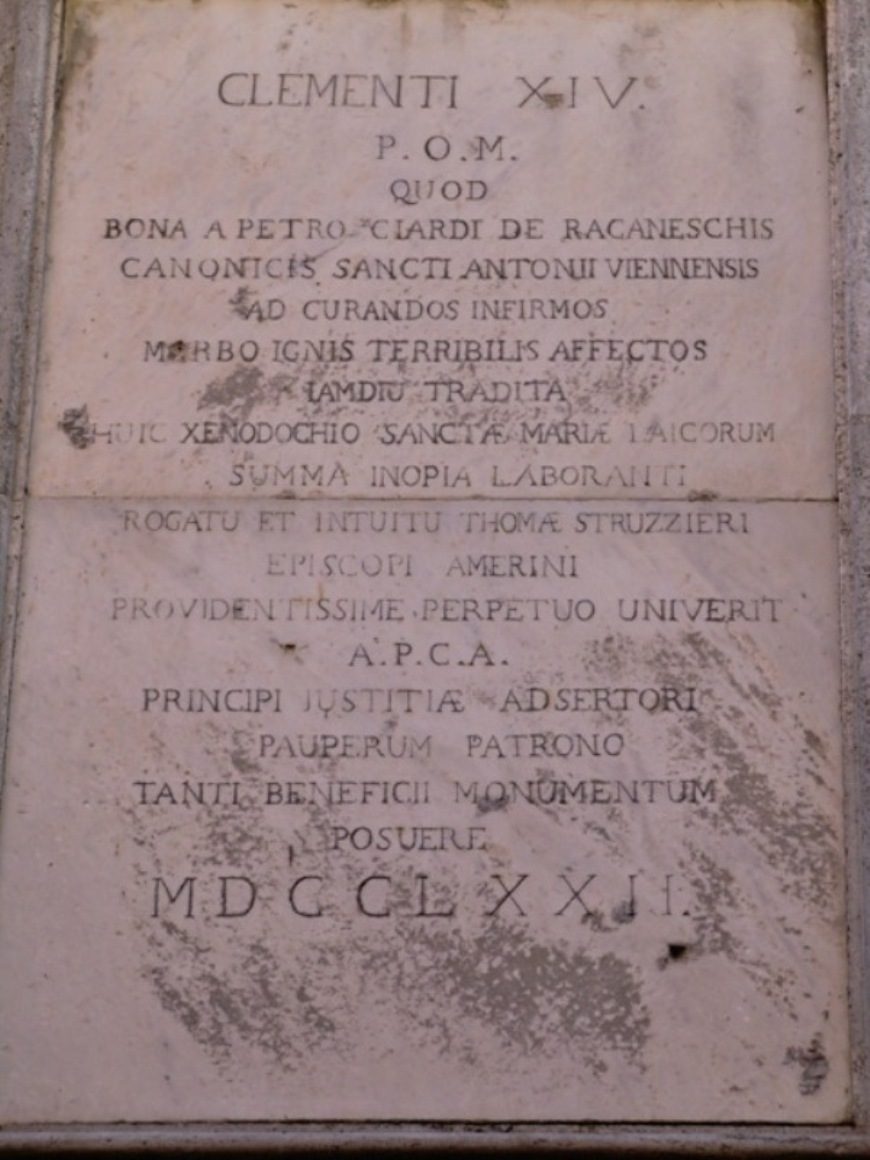 CLEMENTI XIV.
P.O.M.
QUOD
BONA A PETRO CIARDI DE RACANESCHIS
CANONICIS SANCTI ANTONII VIENNENSIS
AD CURANDOS INFIRMOS
MORBO IGNIS TERRIBILIS AFFECTOS
IAMDIU TRADITA
HUIC XENODOCHIO SANCTÆ MARIÆ LAICORUM
SUMMA INOPIA LABORANTI
ROGATU ET INTUITU THOMÆ STRUZZIERI
EPISCOPI AMERINI
PROVIDENTISSIME PERPETUO UNIVERIT
A.P.C.A.
PRINCIPI JUSTITIÆ ADSERTORI
PAUPERUM PATRONO
TANTI BENEFICII MONUMENTUM
POSUERE
MDCCLXXII.